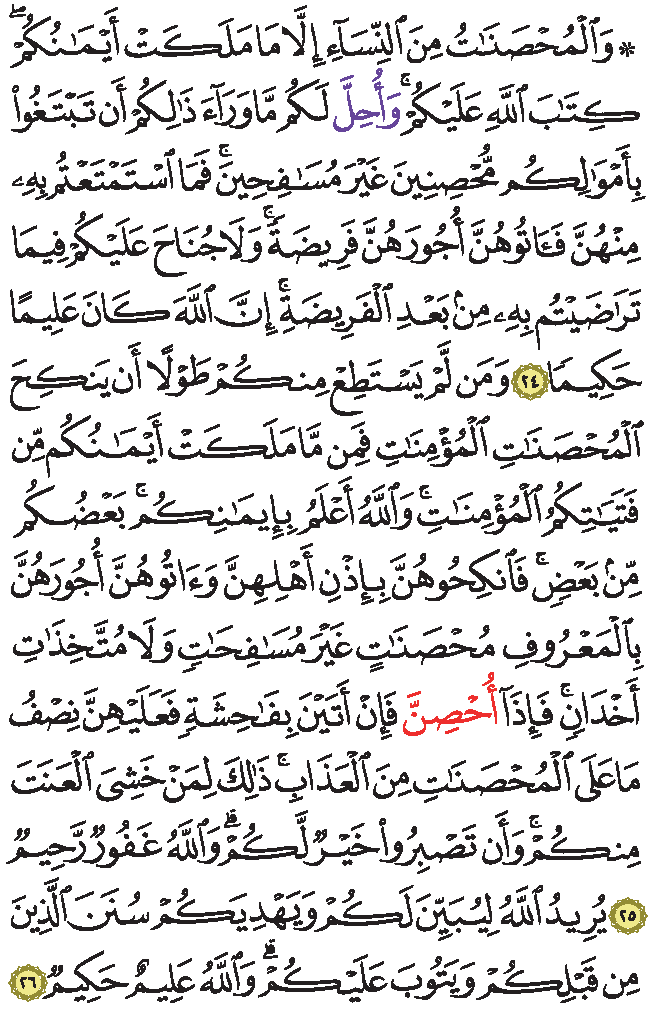 ۞ وَٱلْمُحْصَنَٰتُ مِنَ ٱلنِّسَآءِ إِلَّا مَا مَلَكَتْ أَيْمَٰنُكُمْ ۖ
كِتَٰبَ ٱللَّهِ عَلَيْكُمْ ۚ وَأُحِلَّ لَكُم مَّا وَرَآءَ ذَٰلِكُمْ أَن تَبْتَغُوا۟
بِأَمْوَٰلِكُم مُّحْصِنِينَ غَيْرَ مُسَٰفِحِينَ ۚ فَمَا ٱسْتَمْتَعْتُم بِهِۦ
مِنْهُنَّ فَـَٔاتُوهُنَّ أُجُورَهُنَّ فَرِيضَةً ۚ وَلَا جُنَاحَ عَلَيْكُمْ فِيمَا
تَرَٰضَيْتُم بِهِۦ مِنۢ بَعْدِ ٱلْفَرِيضَةِ ۚ إِنَّ ٱللَّهَ كَانَ عَلِيمًا
حَكِيمًا ٢٤ وَمَن لَّمْ يَسْتَطِعْ مِنكُمْ طَوْلًا أَن يَنكِحَ
ٱلْمُحْصَنَٰتِ ٱلْمُؤْمِنَٰتِ فَمِن مَّا مَلَكَتْ أَيْمَٰنُكُم مِّن
فَتَيَٰتِكُمُ ٱلْمُؤْمِنَٰتِ ۚ وَٱللَّهُ أَعْلَمُ بِإِيمَٰنِكُم ۚ بَعْضُكُم
مِّنۢ بَعْضٍ ۚ فَٱنكِحُوهُنَّ بِإِذْنِ أَهْلِهِنَّ وَءَاتُوهُنَّ أُجُورَهُنَّ
بِٱلْمَعْرُوفِ مُحْصَنَٰتٍ غَيْرَ مُسَٰفِحَٰتٍ وَلَا مُتَّخِذَٰتِ
أَخْدَانٍ ۚ فَإِذَآ أُحْصِنَّ فَإِنْ أَتَيْنَ بِفَٰحِشَةٍ فَعَلَيْهِنَّ نِصْفُ
مَا عَلَى ٱلْمُحْصَنَٰتِ مِنَ ٱلْعَذَابِ ۚ ذَٰلِكَ لِمَنْ خَشِىَ ٱلْعَنَتَ
مِنكُمْ ۚ وَأَن تَصْبِرُوا۟ خَيْرٌ لَّكُمْ ۗ وَٱللَّهُ غَفُورٌ رَّحِيمٌ
٢٥ يُرِيدُ ٱللَّهُ لِيُبَيِّنَ لَكُمْ وَيَهْدِيَكُمْ سُنَنَ ٱلَّذِينَ
مِن قَبْلِكُمْ وَيَتُوبَ عَلَيْكُمْ ۗ وَٱللَّهُ عَلِيمٌ حَكِيمٌ ٢٦